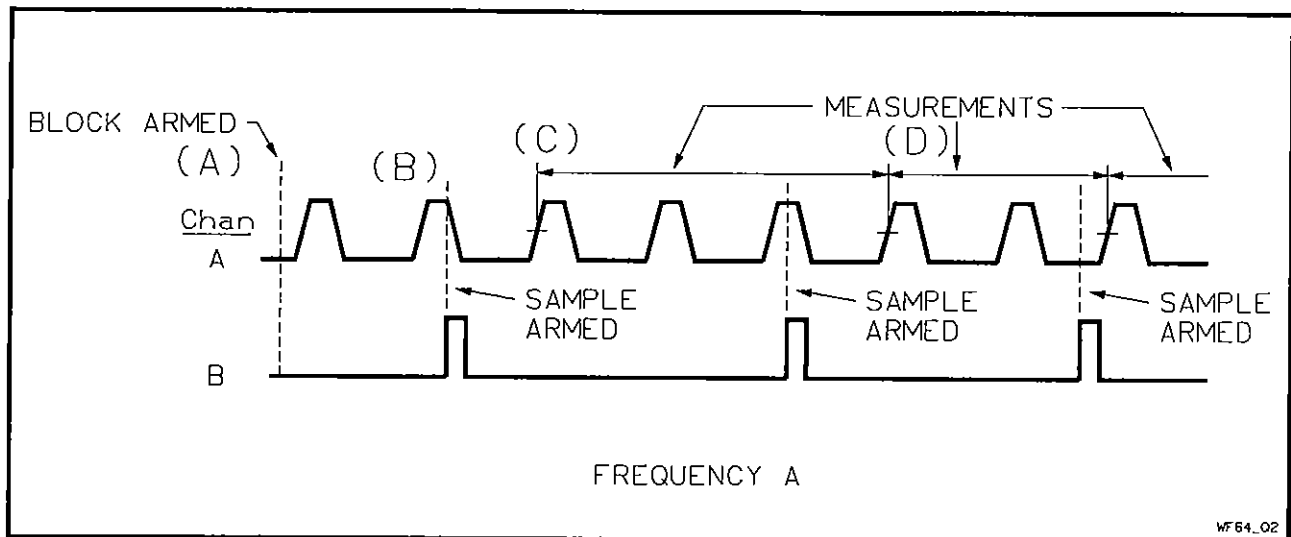 MEASUREMENTS
BLOCK ARMED
(A)
(B)
(C)
(D)
Chan
A
SAMPLE
ARMED
SAMPLE
ARMED
SAMPLE
ARMED
B
FREQUENCY A
WF64_02